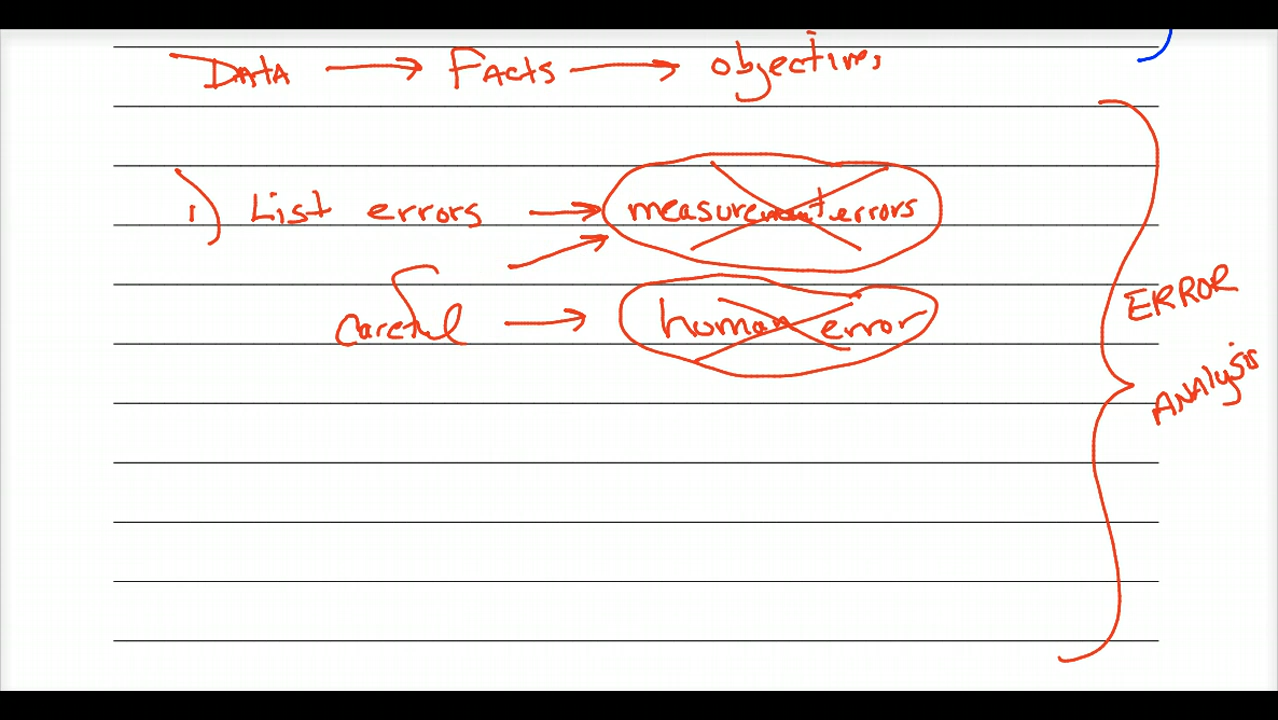 DATA → FACTS → objectives
1) List errors → measurement errors
Careful → human error
ERROR
ANALYSIS